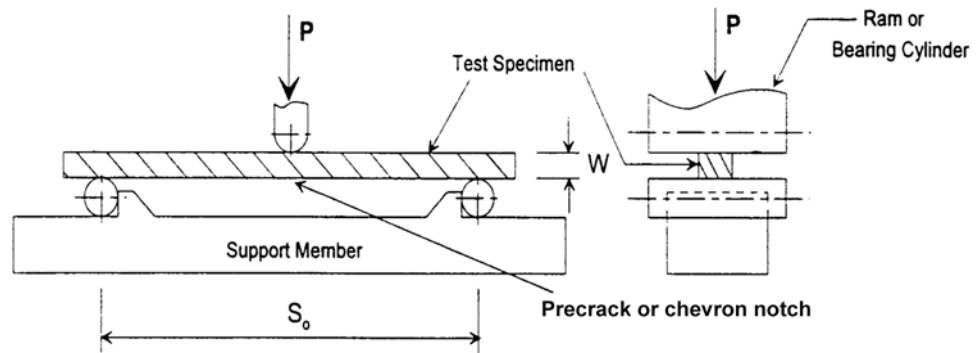 P
P
Ram or
Bearing Cylinder
Test Specimen
W
Support Member
Precrack or chevron notch
So